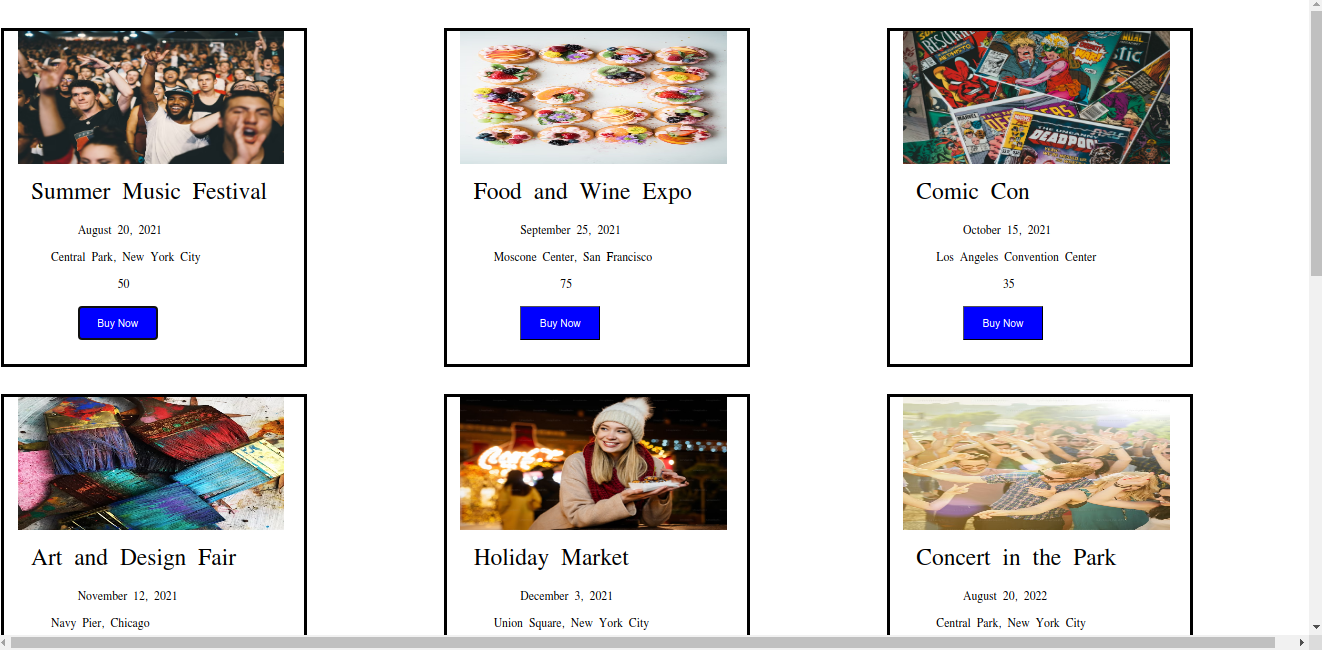 Summer Music Festival
August 20, 2021
Central Park, New York City
50
Buy Now
Food and Wine Expo
September 25, 2021
Moscone Center, San Francisco
75
Buy Now
MARVEL
THE UNCANNY
Comic Con
October 15, 2021
Los Angeles Convention Center
35
Buy Now
Art and Design Fair
November 12, 2021
Navy Pier, Chicago
Holiday Market
December 3, 2021
Union Square, New York City
Concert in the Park
August 20, 2022
Central Park, New York City